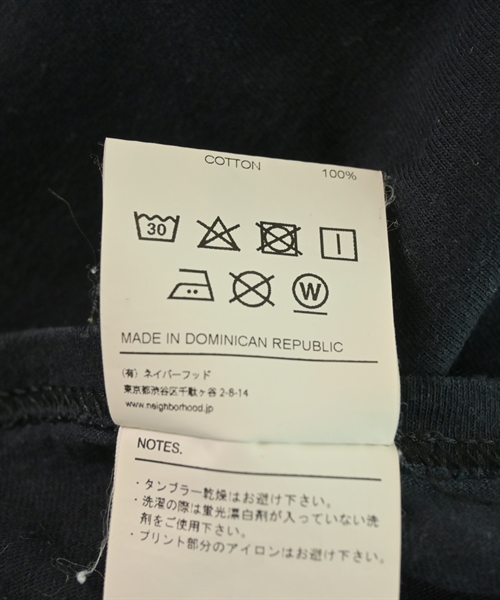 COTTON 100%
30
W
MADE IN DOMINICAN REPUBLIC
(有) ネイバーフッド
東京都渋谷区千駄ヶ谷 2-8-14
www.neighborhood.jp
NOTES.
・タンブラー乾燥はお避け下さい。
・洗濯の際は蛍光漂白剤が入っていない洗
剤をご使用下さい。
・プリント部分のアイロンはお避け下さい。